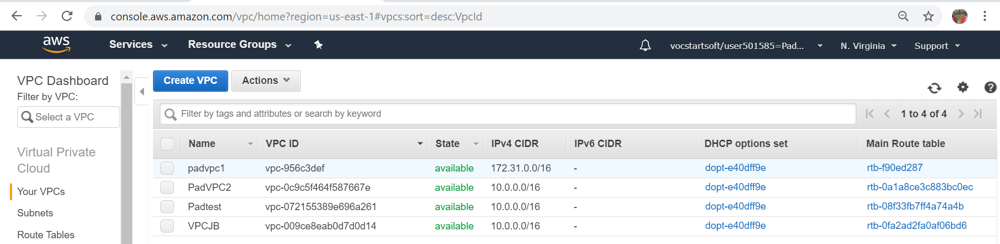 console.aws.amazon.com/vpc/home?region=us-east-1#vpcs:sort=desc:VpcId
aws Services Resource Groups vocstartsoft/user501585=Pad... N. Virginia Support
VPC Dashboard
Filter by VPC:
Select a VPC
Virtual Private
Cloud
Your VPCs
Subnets
Route Tables
Create VPC Actions
Filter by tags and attributes or search by keyword 1 to 4 of 4
Name VPC ID State IPv4 CIDR IPv6 CIDR DHCP options set Main Route table
padvpc1 vpc-956c3def available 172.31.0.0/16 - dopt-e40dff9e rtb-f90ed287
PadVPC2 vpc-0c9c5f464f587667e available 10.0.0.0/16 - dopt-e40dff9e rtb-0a1a8ce3c883bc0ec
Padtest vpc-072155389e696a261 available 10.0.0.0/16 - dopt-e40dff9e rtb-08f33fb7ff4a74a4b
VPCJB vpc-009ce8eab0d7d0d14 available 10.0.0.0/16 - dopt-e40dff9e rtb-0fa2ad2fa0af06bd6